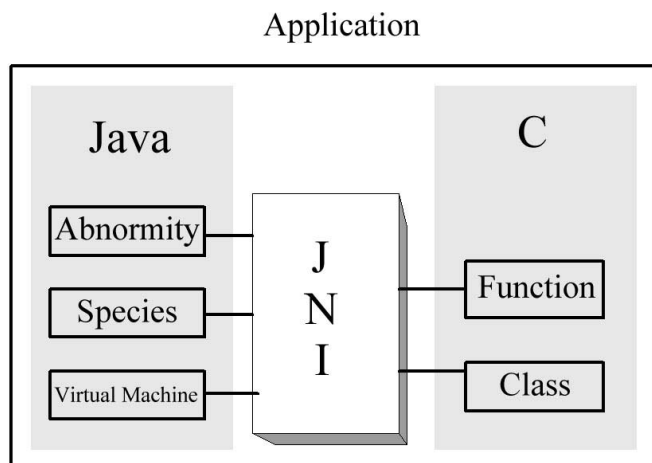 Application
Java
Abnormity
Species
Virtual Machine
J
N
I
C
Function
Class